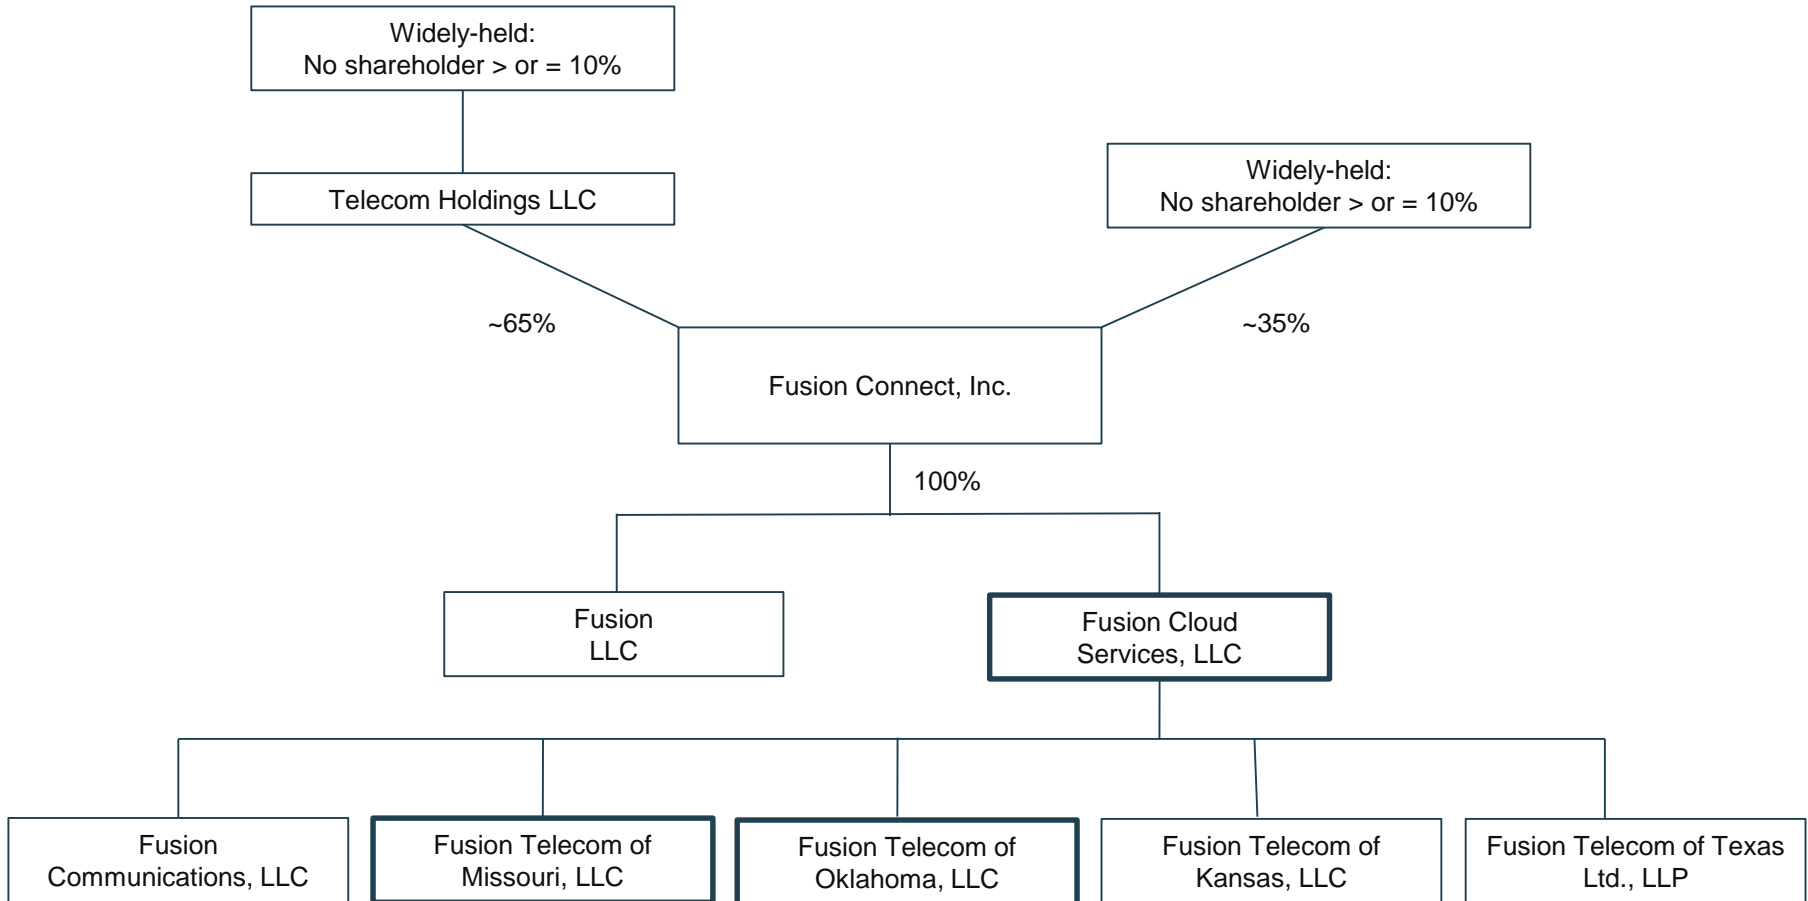 Widely-held:
No shareholder > or = 10%
Widely-held:
No shareholder > or = 10%
Telecom Holdings LLC
~65%
~35%
Fusion Connect, Inc.
100%
Fusion
LLC
Fusion Cloud
Services, LLC
Fusion
Communications, LLC
Fusion Telecom of
Missouri, LLC
Fusion Telecom of
Oklahoma, LLC
Fusion Telecom of
Kansas, LLC
Fusion Telecom of Texas
Ltd., LLP